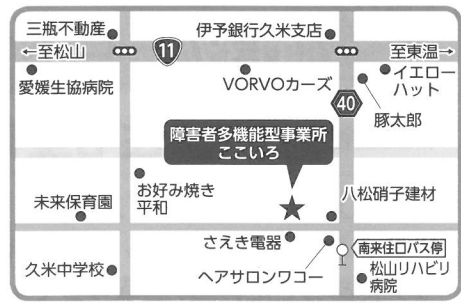 三瓶不動産
伊予銀行久米支店
←至松山
11
至東温→
愛媛生協病院
VORVOカーズ
イエロー
ハット
40
豚太郎
障害者多機能型事業所
ここいろ
お好み焼き
平和
八松硝子建材
未来保育園
さえき電器
南来住口バス停
久米中学校
ヘアサロンワコー
松山リハビリ
病院